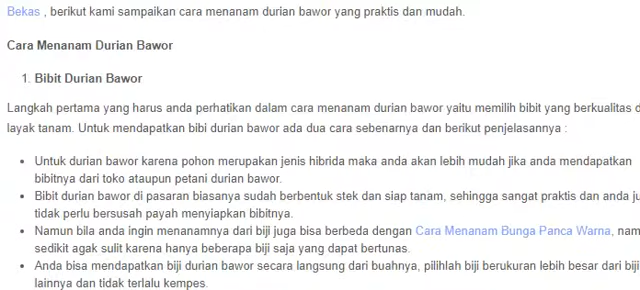 Bekas , berikut kami sampaikan cara menanam durian bawor yang praktis dan mudah.
Cara Menanam Durian Bawor
1. Bibit Durian Bawor
Langkah pertama yang harus anda perhatikan dalam cara menanam durian bawor yaitu memilih bibit yang berkualitas d
layak tanam. Untuk mendapatkan bibi durian bawor ada dua cara sebenarnya dan berikut penjelasannya :
• Untuk durian bawor karena pohon merupakan jenis hibrida maka anda akan lebih mudah jika anda mendapatkan
bibitnya dari toko ataupun petani durian bawor.
• Bibit durian bawor di pasaran biasanya sudah berbentuk stek dan siap tanam, sehingga sangat praktis dan anda ju
tidak perlu bersusah payah menyiapkan bibitnya.
• Namun bila anda ingin menanamnya dari biji juga bisa berbeda dengan Cara Menanam Bunga Panca Warna, nam
sedikit agak sulit karena hanya beberapa biji saja yang dapat bertunas.
• Anda bisa mendapatkan biji durian bawor secara langsung dari buahnya, pilihlah biji berukuran lebih besar dari biji
lainnya dan tidak terlalu kempes.